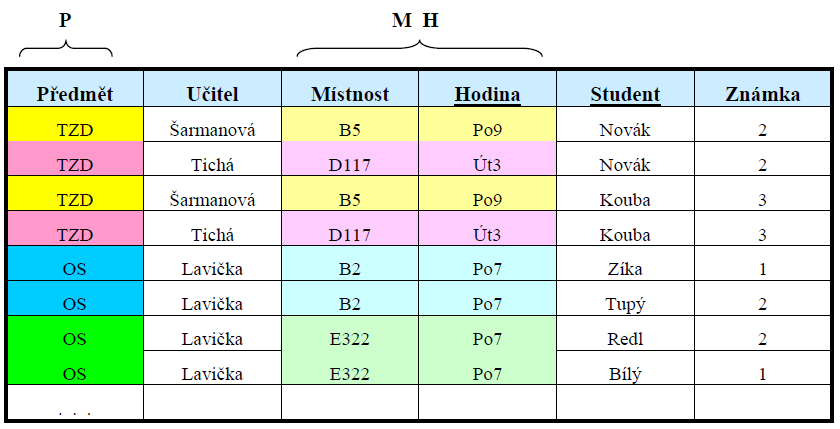 P M H
Předmět Učitel Místnost Hodina Student Známka
TZD Šarmanová B5 Po9 Novák 2
TZD Tichá D117 Út3 Novák 2
TZD Šarmanová B5 Po9 Kouba 3
TZD Tichá D117 Út3 Kouba 3
OS Lavička B2 Po7 Zíka 1
OS Lavička B2 Po7 Tupý 2
OS Lavička E322 Po7 Redl 2
OS Lavička E322 Po7 Bílý 1
. . .